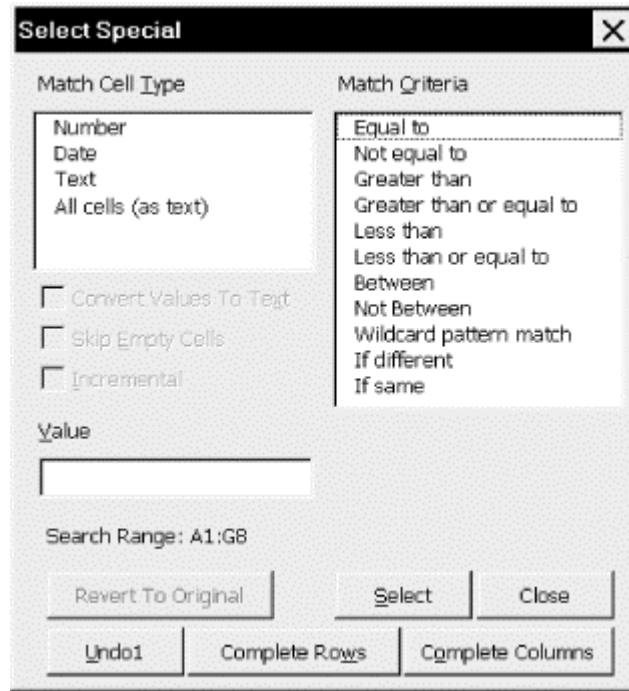 Select Special
Match Cell Type
Number
Date
Text
All cells (as text)
Convert Values To Text
Skip Empty Cells
Incremental
Value
Match Criteria
Equal to
Not equal to
Greater than
Greater than or equal to
Less than
Less than or equal to
Between
Not Between
Wildcard pattern match
If different
If same
Search Range: A1:G8
Revert To Original
Select
Close
Undo1
Complete Rows
Complete Columns